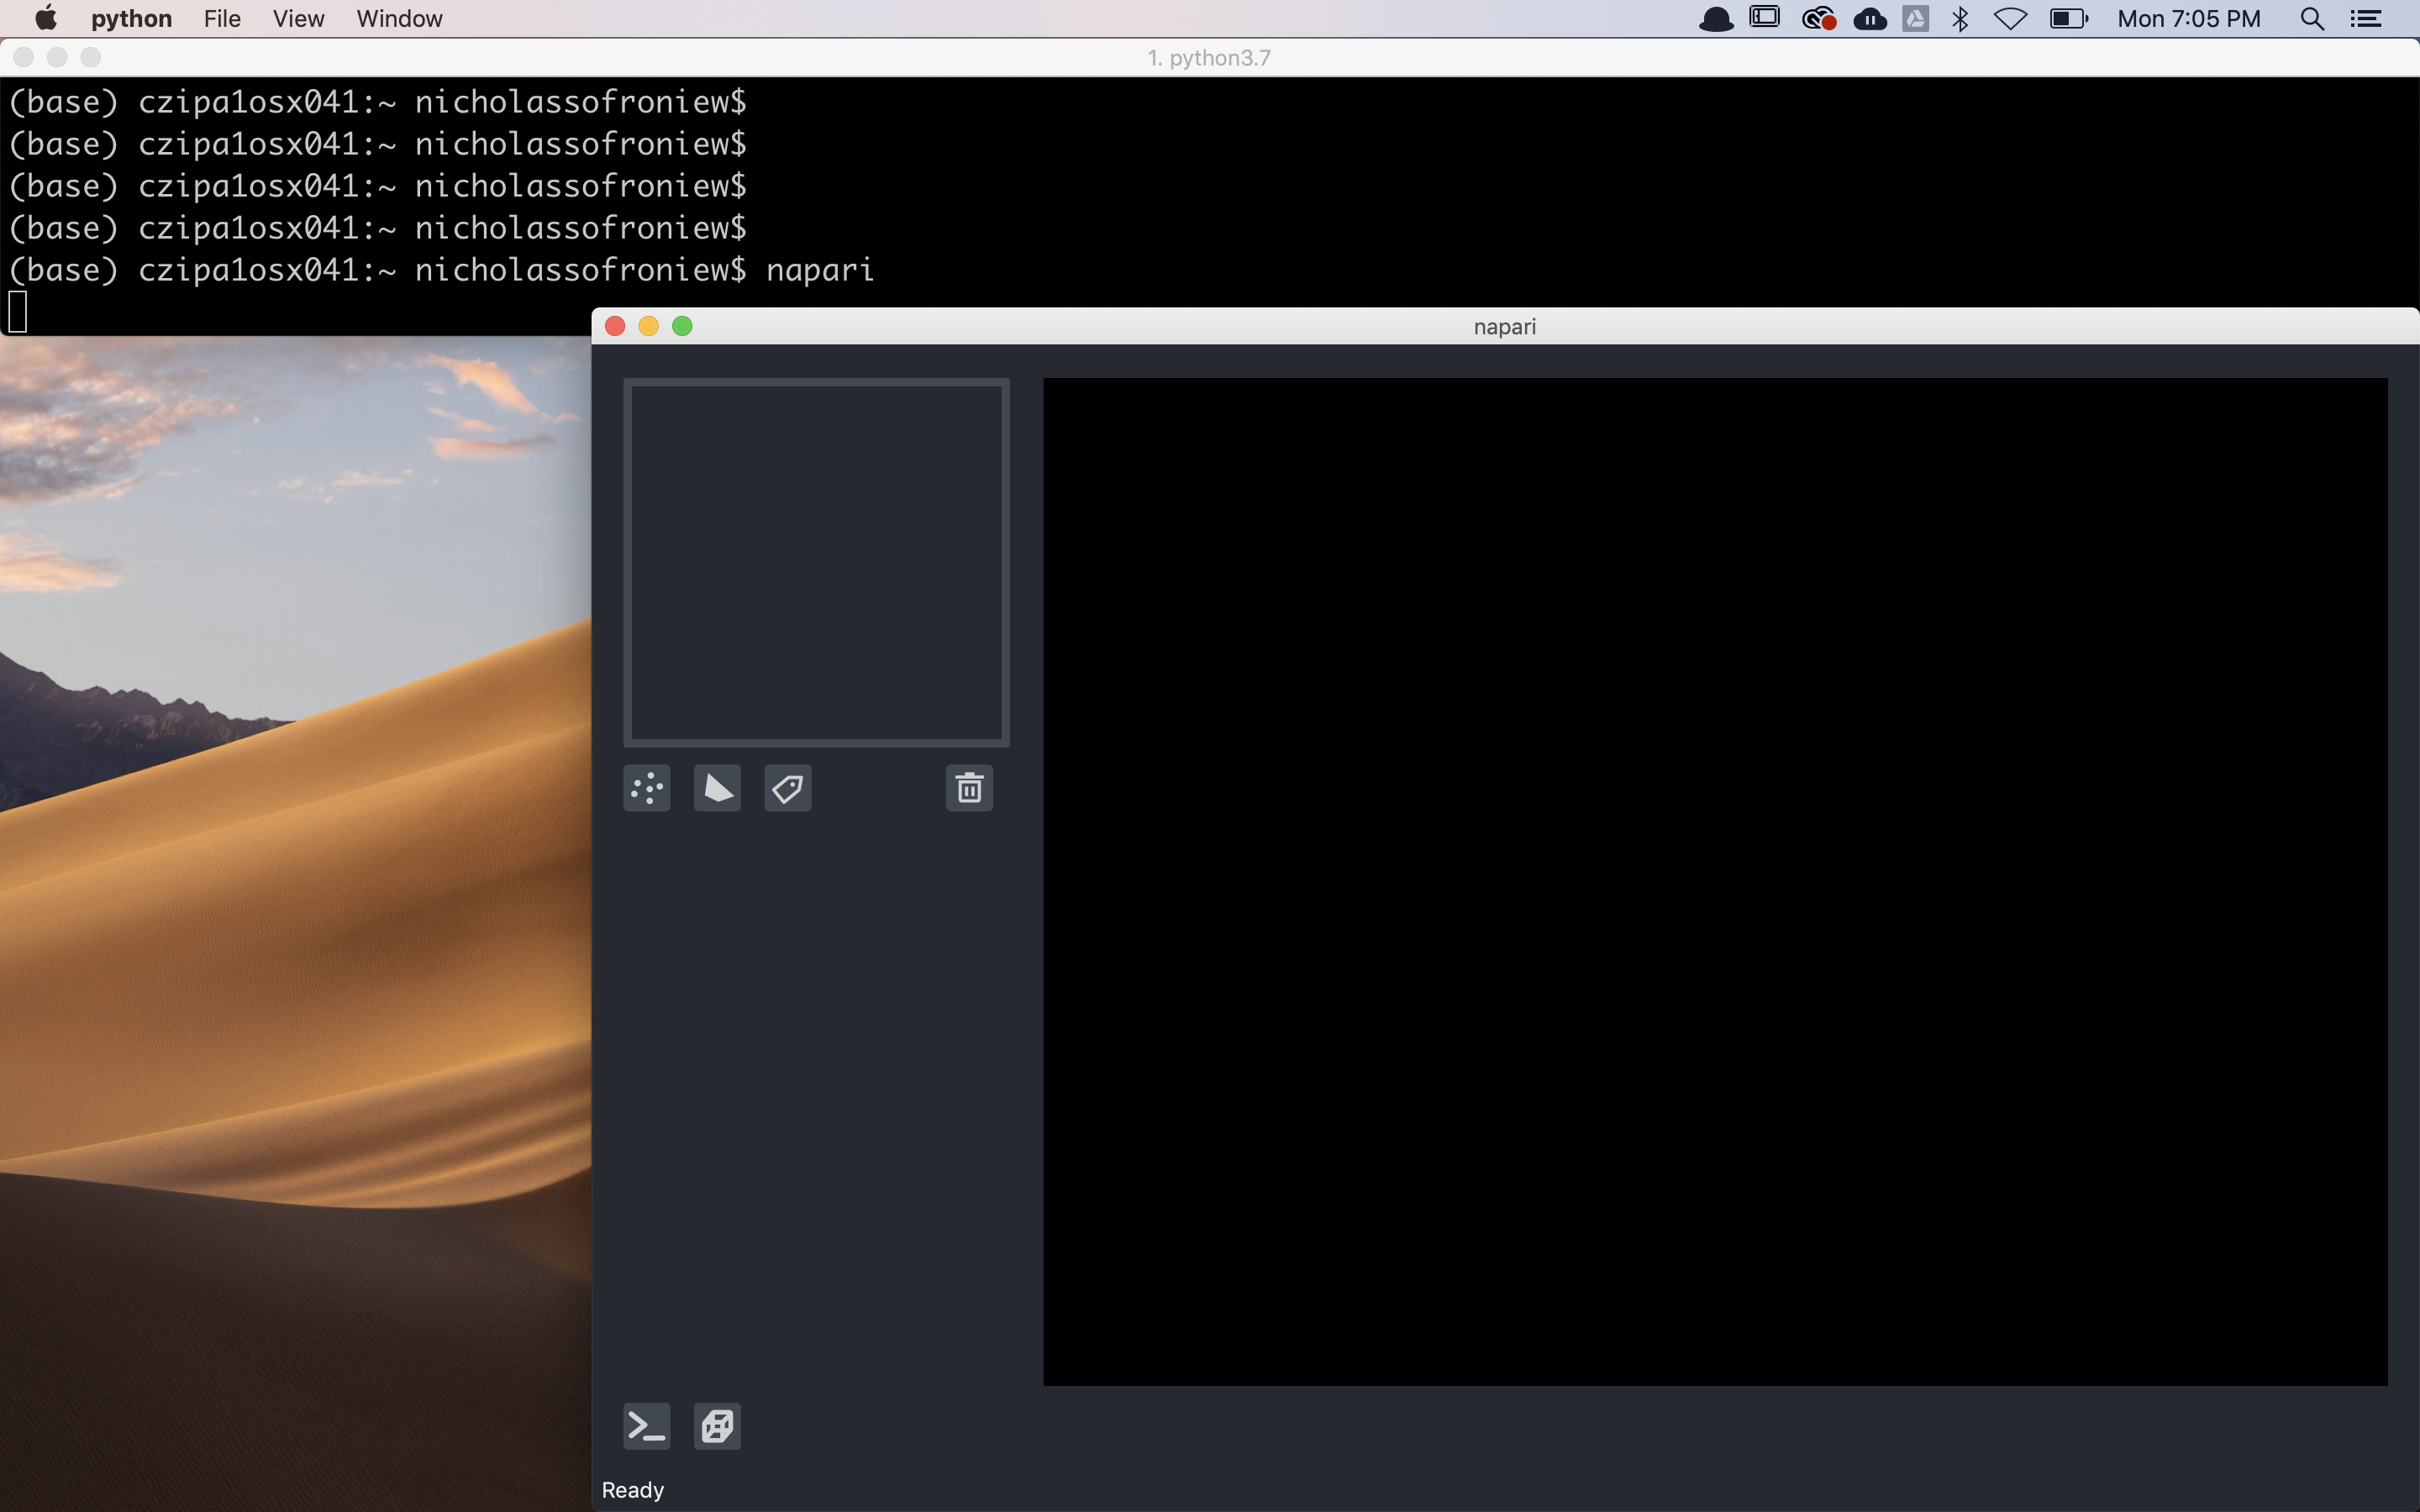 python File View Window Mon 7:05 PM
1. python3.7
(base) czipa1osx041:~ nicholassofroniew$
(base) czipa1osx041:~ nicholassofroniew$
(base) czipa1osx041:~ nicholassofroniew$
(base) czipa1osx041:~ nicholassofroniew$
(base) czipa1osx041:~ nicholassofroniew$ napari
napari
Ready